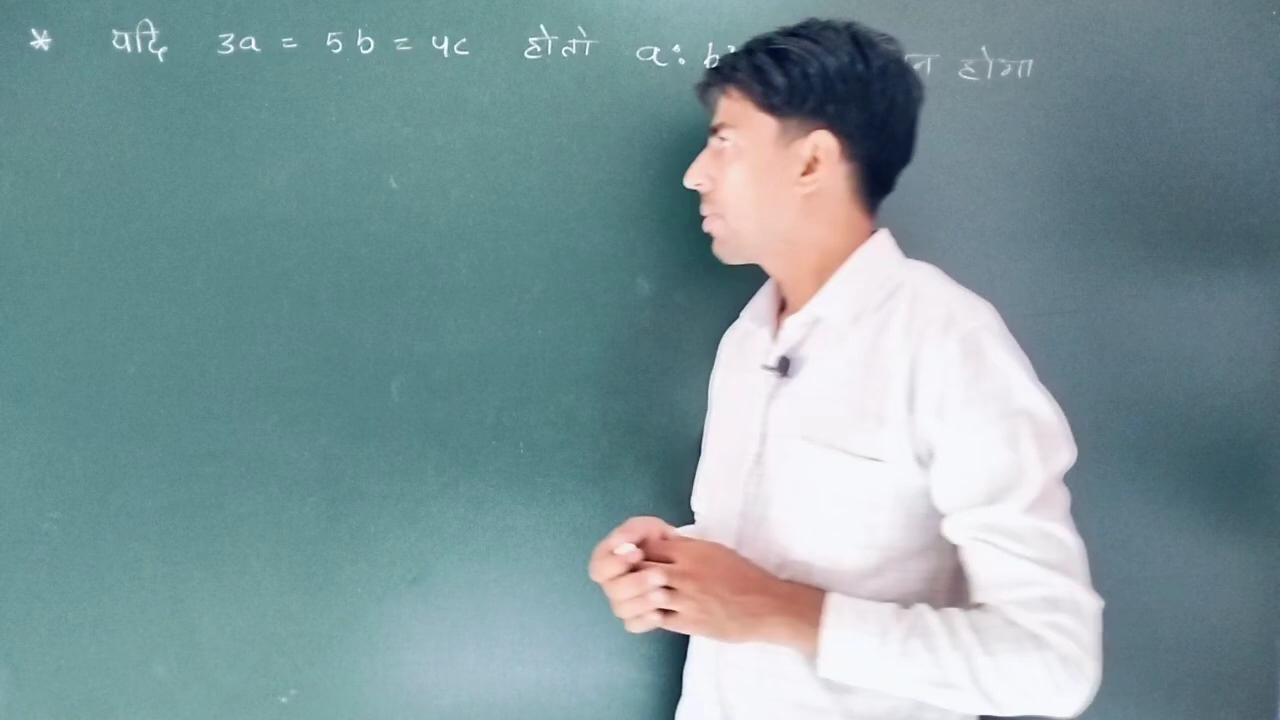 * यदि 3a = 5b = 4c होतो a : b होगा